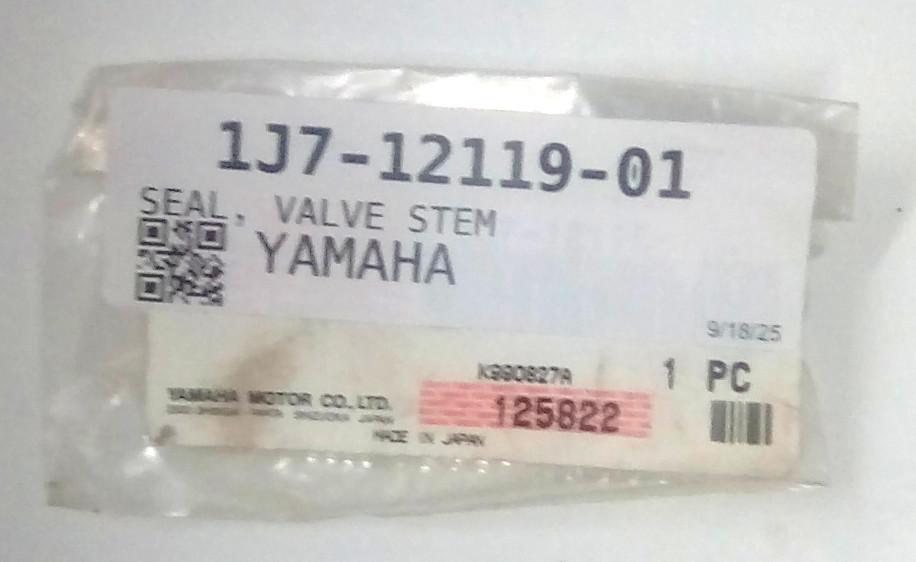 1J7-12119-01
SEAL, VALVE STEM
YAMAHA
9/18/25
K990827A
1 PC
125822
YAMAHA MOTOR CO., LTD.
MADE IN JAPAN